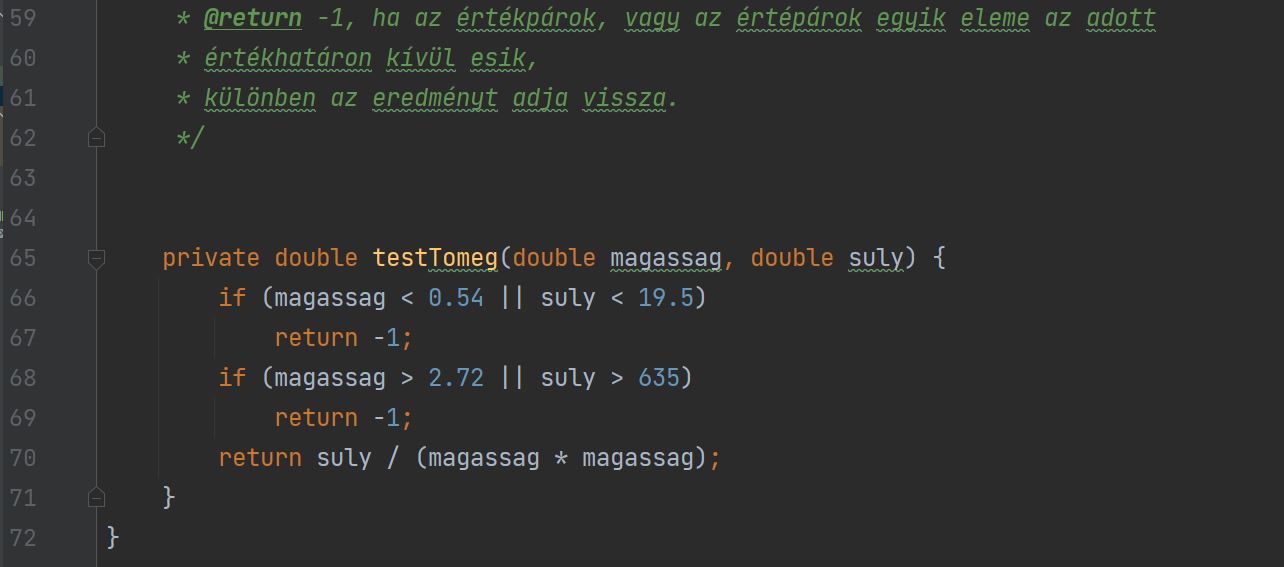 59 * @return -1, ha az értékpárok, vagy az értépárok egyik eleme az adott
60 * értékhatáron kívül esik,
61 * különben az eredményt adja vissza.
62 */
63
64
65 private double testTomeg(double magassag, double suly) {
66 if (magassag < 0.54 || suly < 19.5)
67 return -1;
68 if (magassag > 2.72 || suly > 635)
69 return -1;
70 return suly / (magassag * magassag);
71 }
72 }